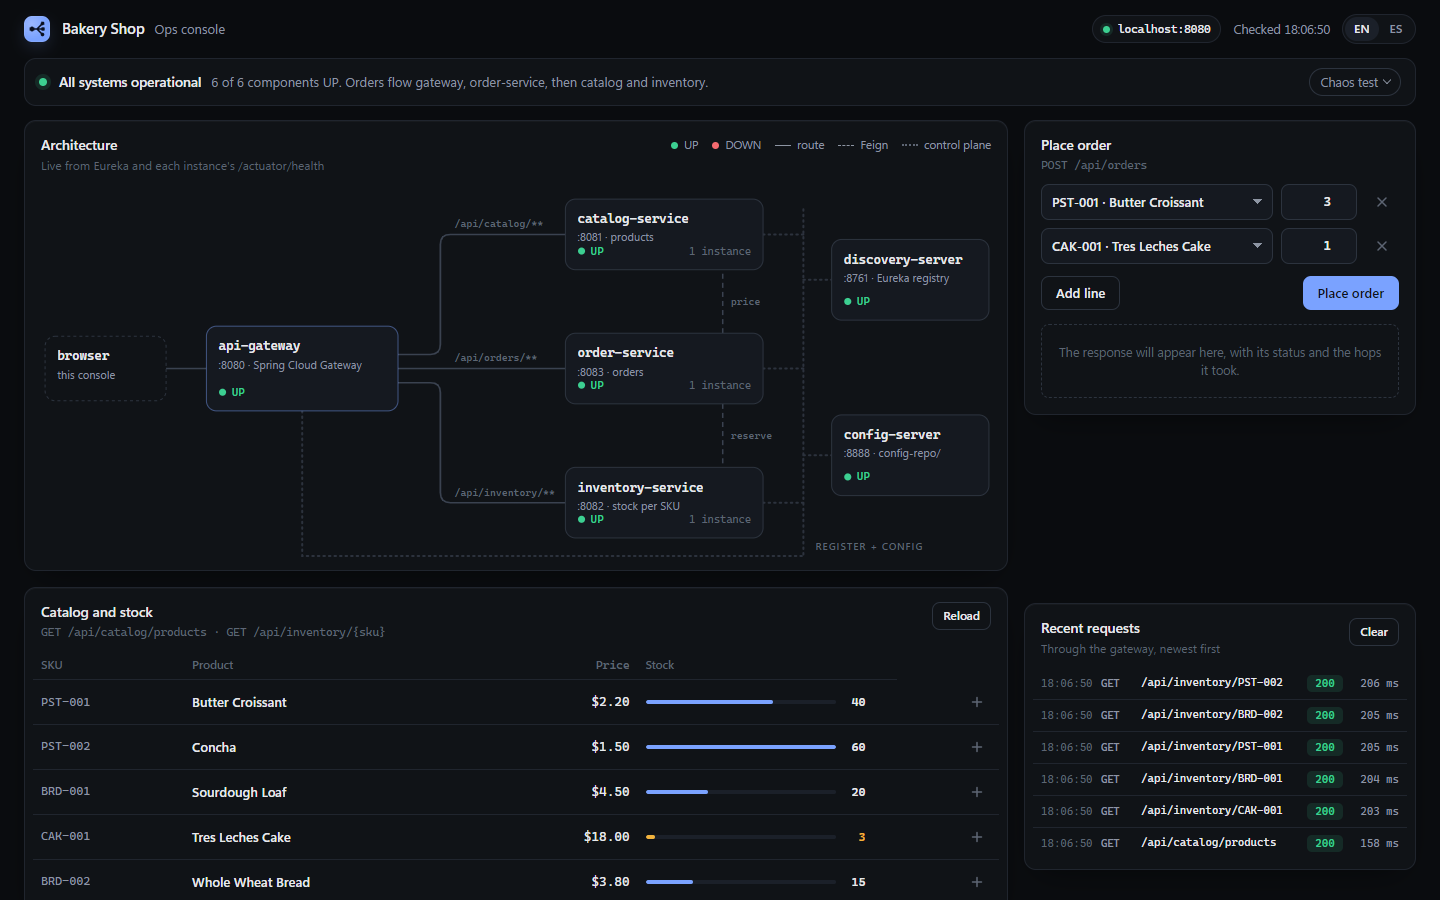 Bakery Shop Ops console
localhost:8080 Checked 18:06:50 EN ES
All systems operational 6 of 6 components UP. Orders flow gateway, order-service, then catalog and inventory.
Chaos test
Architecture
Live from Eureka and each instance's /actuator/health
UP DOWN route Feign control plane
browser
this console
api-gateway
:8080 · Spring Cloud Gateway
UP
/api/catalog/**
/api/orders/**
/api/inventory/**
catalog-service
:8081 · products
UP 1 instance
price
order-service
:8083 · orders
UP 1 instance
reserve
inventory-service
:8082 · stock per SKU
UP 1 instance
discovery-server
:8761 · Eureka registry
UP
config-server
:8888 · config-repo/
UP
REGISTER + CONFIG
Place order
POST /api/orders
PST-001 · Butter Croissant 3
CAK-001 · Tres Leches Cake 1
Add line Place order
The response will appear here, with its status and the hops
it took.
Catalog and stock
GET /api/catalog/products · GET /api/inventory/{sku}
Reload
SKU Product Price Stock
PST-001 Butter Croissant $2.20 40
PST-002 Concha $1.50 60
BRD-001 Sourdough Loaf $4.50 20
CAK-001 Tres Leches Cake $18.00 3
BRD-002 Whole Wheat Bread $3.80 15
Recent requests
Through the gateway, newest first
Clear
18:06:50 GET /api/inventory/PST-002 200 206 ms
18:06:50 GET /api/inventory/BRD-002 200 205 ms
18:06:50 GET /api/inventory/PST-001 200 205 ms
18:06:50 GET /api/inventory/BRD-001 200 204 ms
18:06:50 GET /api/inventory/CAK-001 200 203 ms
18:06:50 GET /api/catalog/products 200 158 ms